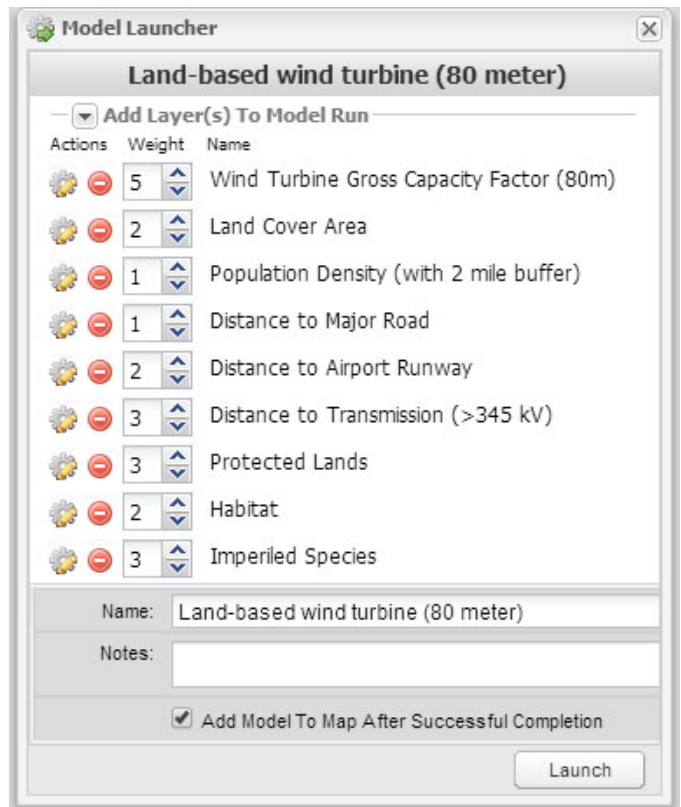 Model Launcher
Land-based wind turbine (80 meter)
Add Layer(s) To Model Run
Actions Weight Name
5 Wind Turbine Gross Capacity Factor (80m)
2 Land Cover Area
1 Population Density (with 2 mile buffer)
1 Distance to Major Road
2 Distance to Airport Runway
3 Distance to Transmission (>345 kV)
3 Protected Lands
2 Habitat
3 Imperiled Species
Name: Land-based wind turbine (80 meter)
Notes:
Add Model To Map After Successful Completion
Launch